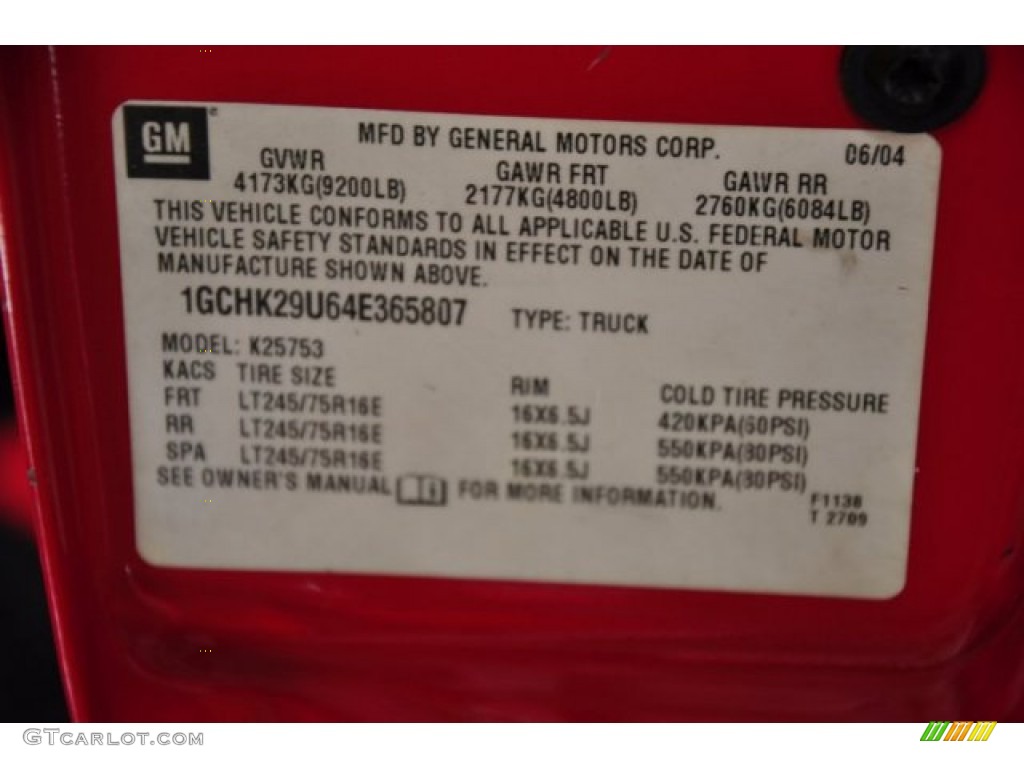 GM
MFD BY GENERAL MOTORS CORP. 06/04
GVWR GAWR FRT GAWR RR
4173KG(9200LB) 2177KG(4800LB) 2760KG(6084LB)
THIS VEHICLE CONFORMS TO ALL APPLICABLE U.S. FEDERAL MOTOR
VEHICLE SAFETY STANDARDS IN EFFECT ON THE DATE OF
MANUFACTURE SHOWN ABOVE.
1GCHK29U64E365807 TYPE: TRUCK
MODEL: K25753
KACS TIRE SIZE RIM COLD TIRE PRESSURE
FRT LT245/75R16E 16X6.5J 420KPA(60PSI)
RR LT245/75R16E 16X6.5J 550KPA(80PSI)
SPA LT245/75R16E 16X6.5J 550KPA(80PSI)
SEE OWNER'S MANUAL FOR MORE INFORMATION.
F1138
T 2709
GTCARLOT.COM